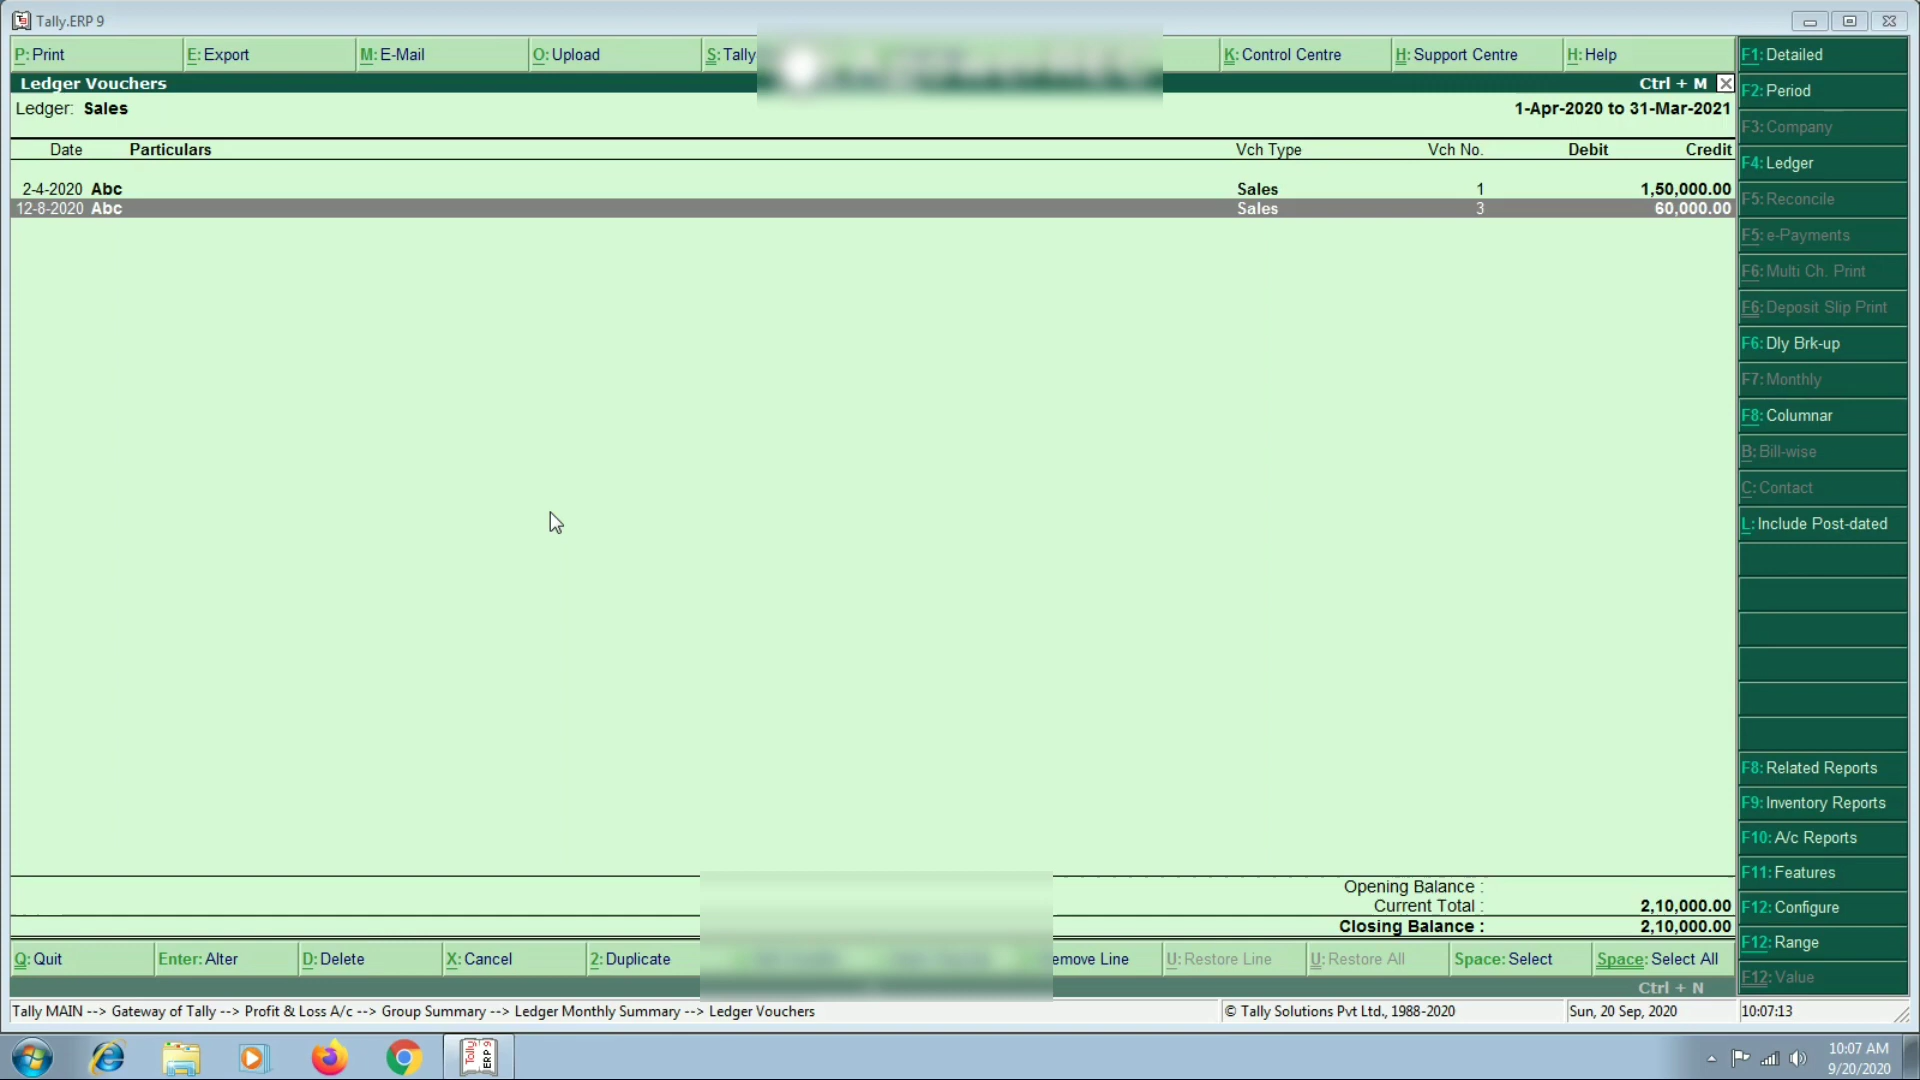 Tally.ERP 9
P: Print E: Export M: E-Mail O: Upload S: Tally K: Control Centre H: Support Centre H: Help
Ledger Vouchers Ctrl + M
Ledger: Sales 1-Apr-2020 to 31-Mar-2021
Date Particulars Vch Type Vch No. Debit Credit
2-4-2020 Abc Sales 1 1,50,000.00
12-8-2020 Abc Sales 3 60,000.00
Opening Balance :
Current Total : 2,10,000.00
Closing Balance : 2,10,000.00
Q: Quit Enter: Alter D: Delete X: Cancel 2: Duplicate emove Line U: Restore Line U: Restore All Space: Select Space: Select All
Ctrl + N
F1: Detailed
F2: Period
F3: Company
F4: Ledger
F5: Reconcile
F5: e-Payments
F6: Multi Ch. Print
F6: Deposit Slip Print
F6: Dly Brk-up
F7: Monthly
F8: Columnar
B: Bill-wise
C: Contact
L: Include Post-dated
F8: Related Reports
F9: Inventory Reports
F10: A/c Reports
F11: Features
F12: Configure
F12: Range
F12: Value
Tally MAIN --> Gateway of Tally --> Profit & Loss A/c --> Group Summary --> Ledger Monthly Summary --> Ledger Vouchers © Tally Solutions Pvt Ltd., 1988-2020 Sun, 20 Sep, 2020 10:07:13
Tally ERP 9
10:07 AM
9/20/2020